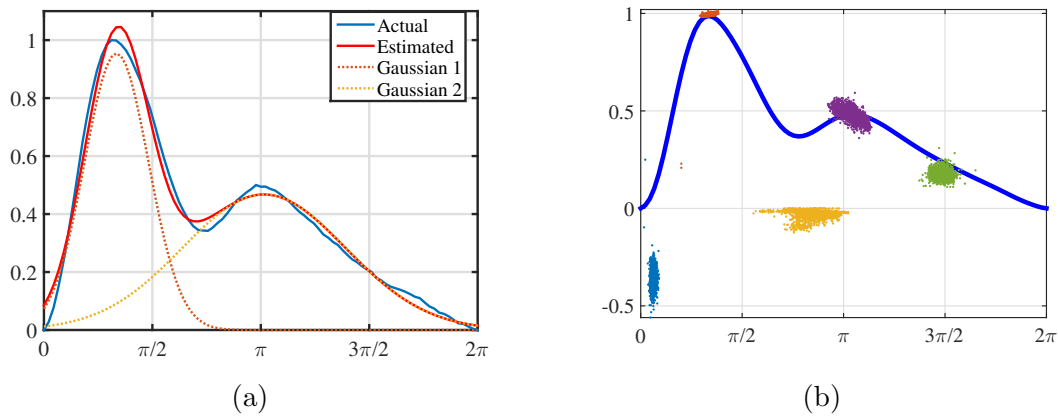 Actual
Estimated
Gaussian 1
Gaussian 2
1
0.8
0.6
0.4
0.2
0
0 π/2 π 3π/2 2π
(a)
1
0.5
0
-0.5
0 π/2 π 3π/2 2π
(b)